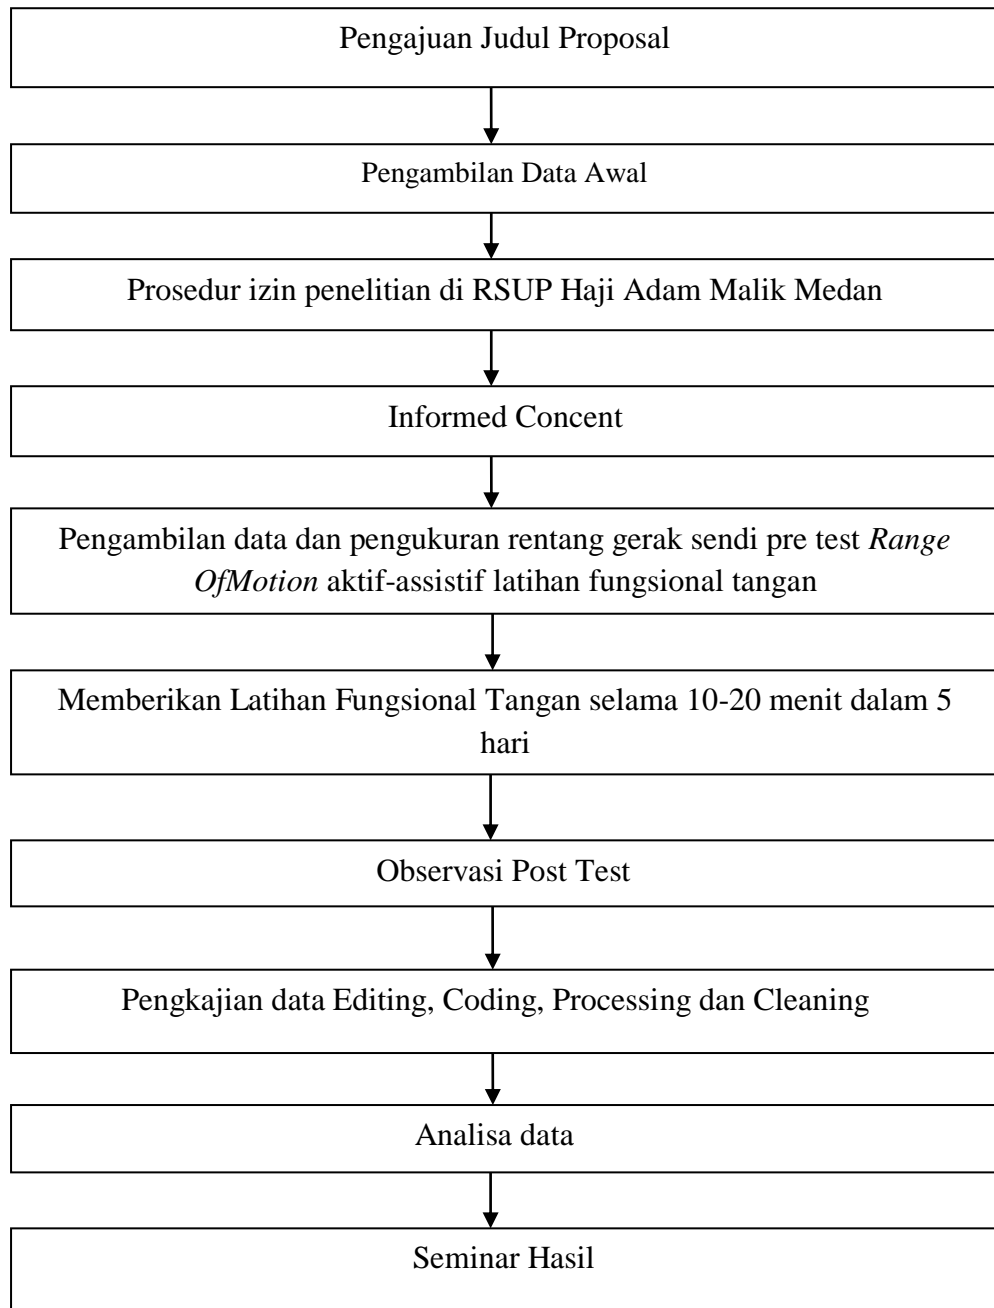 Pengajuan Judul Proposal
Pengambilan Data Awal
Prosedur izin penelitian di RSUP Haji Adam Malik Medan
Informed Concent
Pengambilan data dan pengukuran rentang gerak sendi pre test Range
OfMotion aktif-assistif latihan fungsional tangan
Memberikan Latihan Fungsional Tangan selama 10-20 menit dalam 5
hari
Observasi Post Test
Pengkajian data Editing, Coding, Processing dan Cleaning
Analisa data
Seminar Hasil